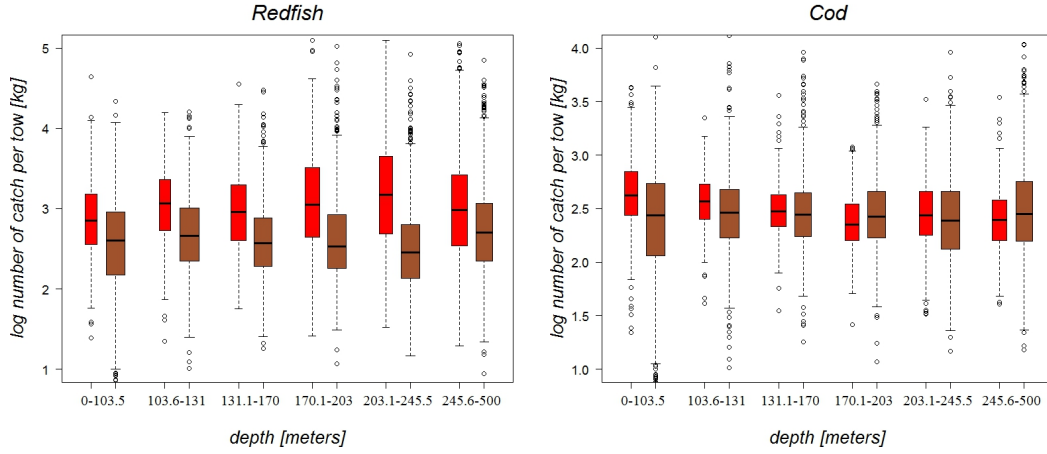 Redfish
log number of catch per tow [kg]
5
4
3
2
1
0-103.5 103.6-131 131.1-170 170.1-203 203.1-245.5 245.6-500
depth [meters]
Cod
log number of catch per tow [kg]
4.0
3.5
3.0
2.5
2.0
1.5
1.0
0-103.5 103.6-131 131.1-170 170.1-203 203.1-245.5 245.6-500
depth [meters]